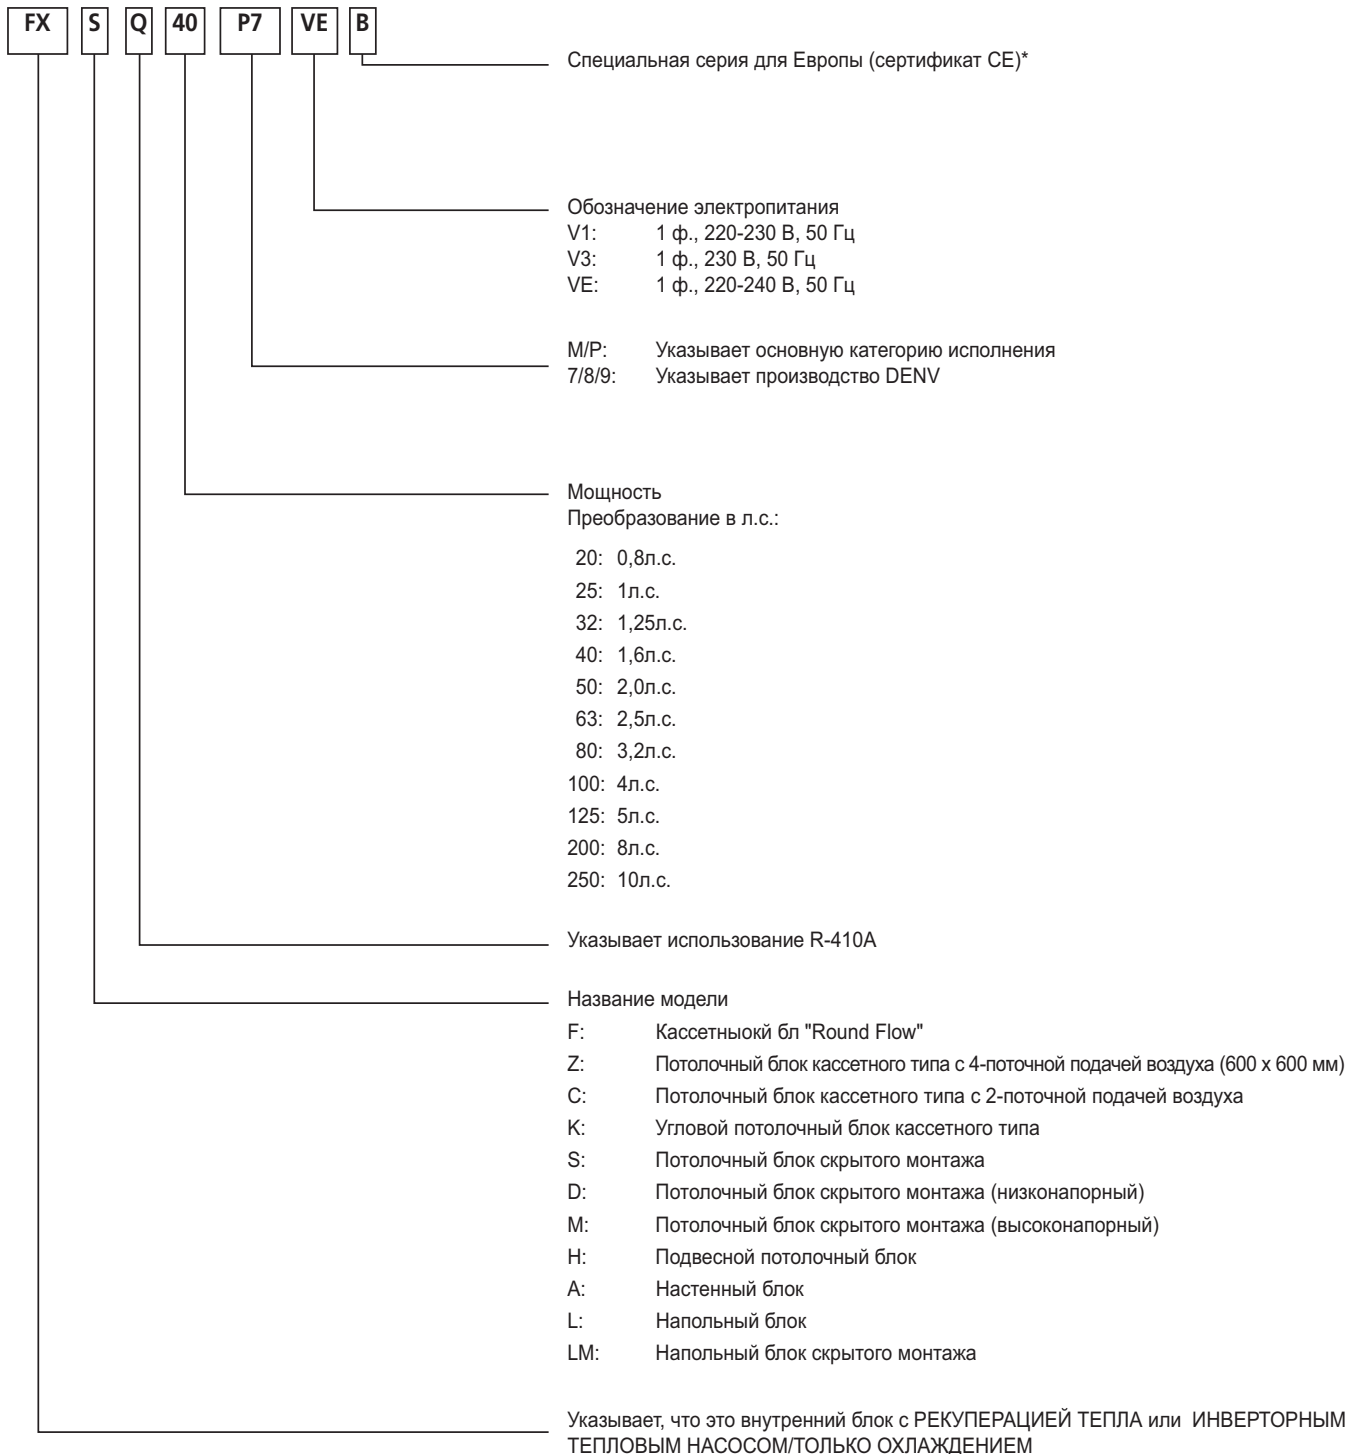 FX S Q 40 P7 VE B
Специальная серия для Европы (сертификат CE)*
Обозначение электропитания
V1: 1 ф., 220-230 В, 50 Гц
V3: 1 ф., 230 В, 50 Гц
VE: 1 ф., 220-240 В, 50 Гц
M/P: Указывает основную категорию исполнения
7/8/9: Указывает производство DENV
Мощность
Преобразование в л.с.:
20: 0,8л.с.
25: 1л.с.
32: 1,25л.с.
40: 1,6л.с.
50: 2,0л.с.
63: 2,5л.с.
80: 3,2л.с.
100: 4л.с.
125: 5л.с.
200: 8л.с.
250: 10л.с.
Указывает использование R-410A
Название модели
F: Кассетныокй бл "Round Flow"
Z: Потолочный блок кассетного типа с 4-поточной подачей воздуха (600 x 600 мм)
C: Потолочный блок кассетного типа с 2-поточной подачей воздуха
K: Угловой потолочный блок кассетного типа
S: Потолочный блок скрытого монтажа
D: Потолочный блок скрытого монтажа (низконапорный)
M: Потолочный блок скрытого монтажа (высоконапорный)
H: Подвесной потолочный блок
A: Настенный блок
L: Напольный блок
LM: Напольный блок скрытого монтажа
Указывает, что это внутренний блок с РЕКУПЕРАЦИЕЙ ТЕПЛА или ИНВЕРТОРНЫМ
ТЕПЛОВЫМ НАСОСОМ/ТОЛЬКО ОХЛАЖДЕНИЕМ